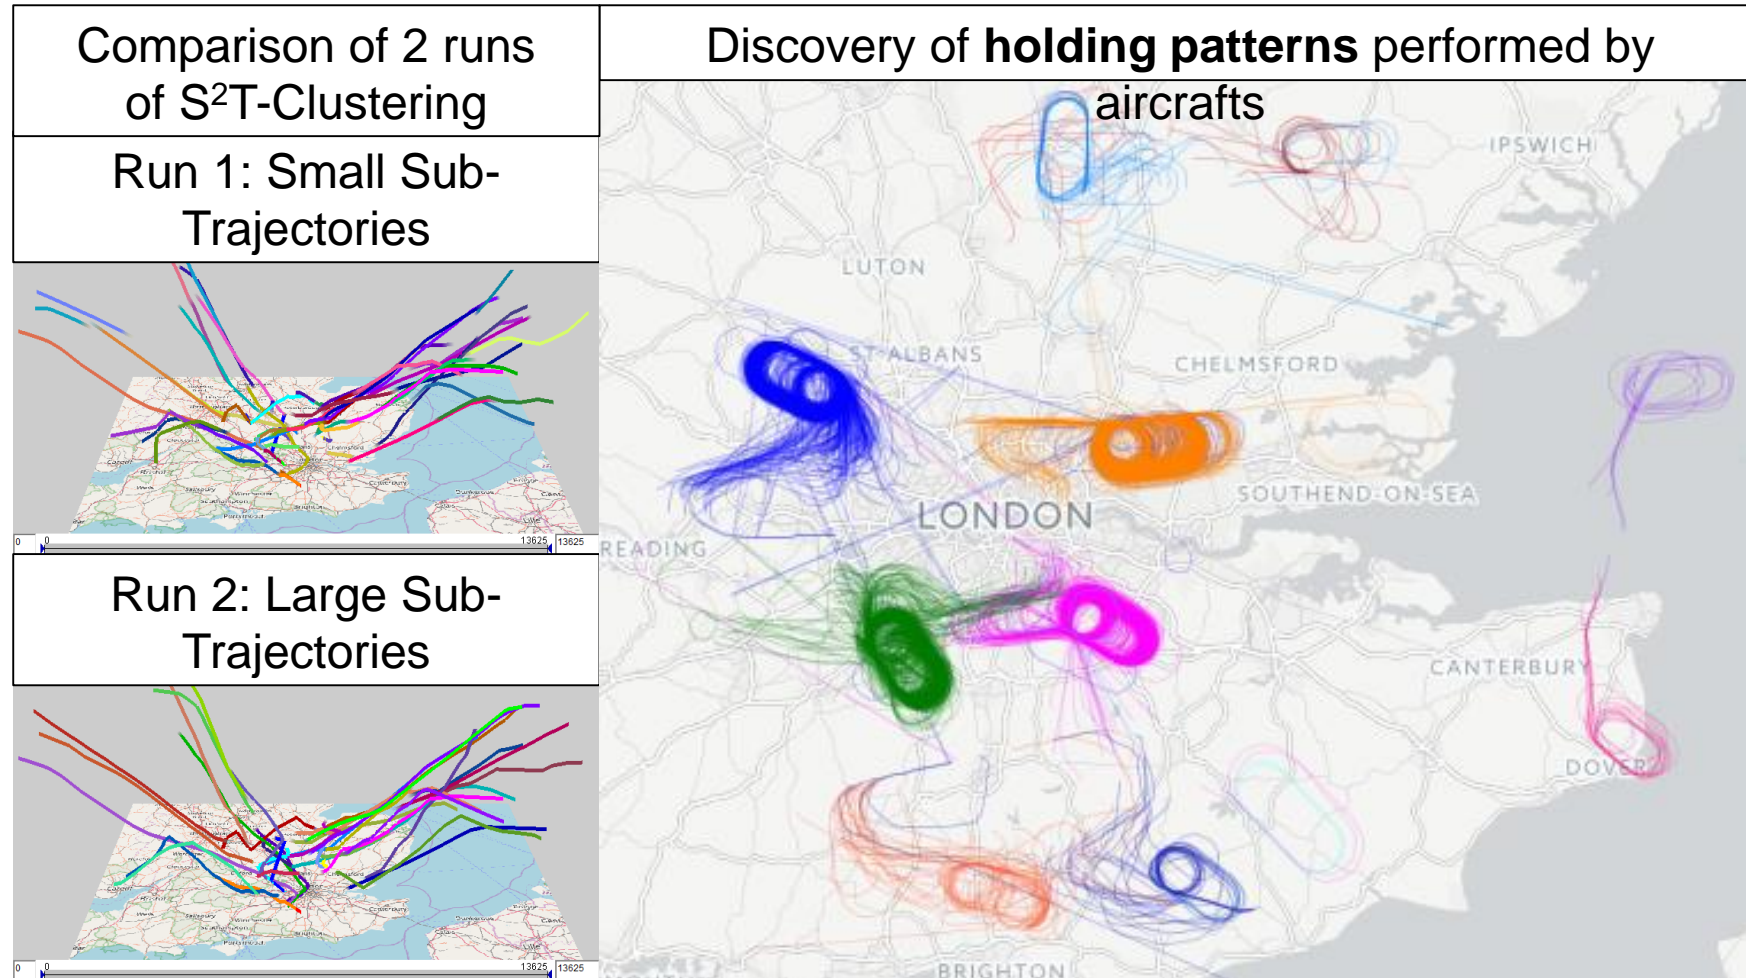 Comparison of 2 runs
of S²T-Clustering
Run 1: Small Sub-
Trajectories
0
0
13625
13625
Run 2: Large Sub-
Trajectories
0
0
13625
13625
Discovery of holding patterns performed by
aircrafts
IPSWICH
LUTON
ST ALBANS
CHELMSFORD
SOUTHEND-ON-SEA
LONDON
READING
CANTERBURY
DOVER
BRIGHTON